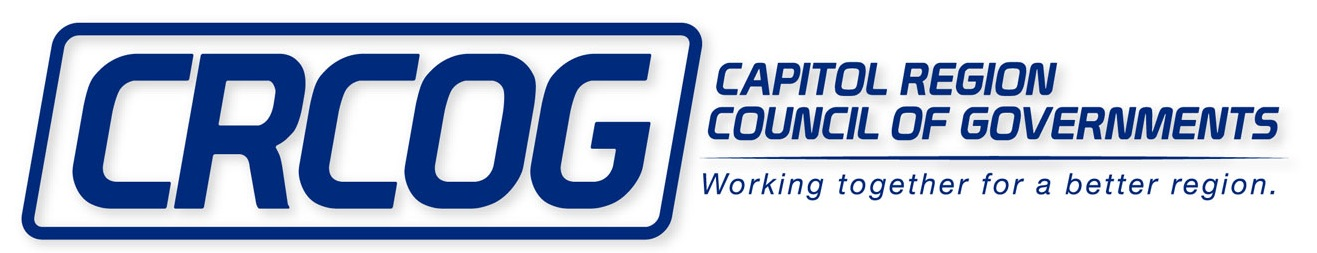 CRCOG
CAPITOL REGION
COUNCIL OF GOVERNMENTS
Working together for a better region.